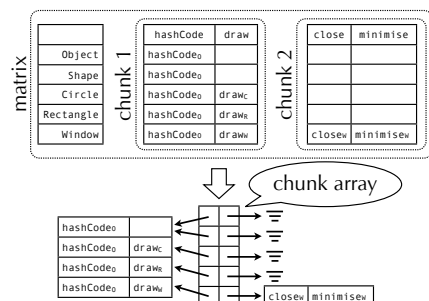 matrix
Object
Shape
Circle
Rectangle
Window
chunk 1
hashCode draw
hashCodeO
hashCodeO
hashCodeO drawC
hashCodeO drawR
hashCodeO drawW
chunk 2
close minimise
closeW minimiseW
chunk array
hashCodeO
hashCodeO drawC
hashCodeO drawR
hashCodeO drawW
closeW minimiseW